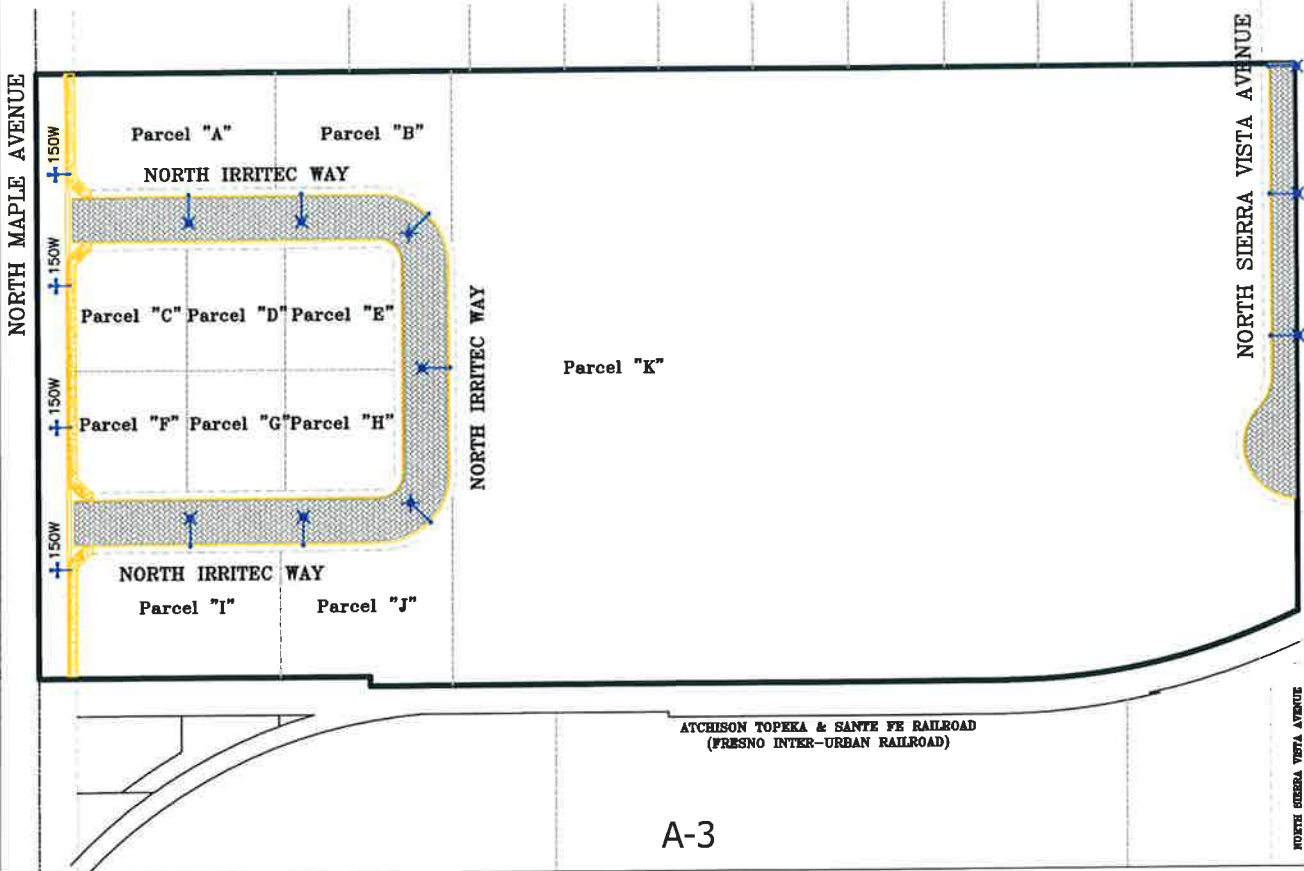 NORTH MAPLE AVENUE
NORTH SIERRA VISTA AVENUE
Parcel "A"
Parcel "B"
150W
NORTH IRRITEC WAY
150W
Parcel "C"
Parcel "D"
Parcel "E"
NORTH IRRITEC WAY
Parcel "K"
150W
Parcel "F"
Parcel "G"
Parcel "H"
150W
NORTH IRRITEC WAY
Parcel "I"
Parcel "J"
ATCHISON TOPEKA & SANTE FE RAILROAD
(FRESNO INTER-URBAN RAILROAD)
NORTH SIERRA VISTA AVENUE
A-3